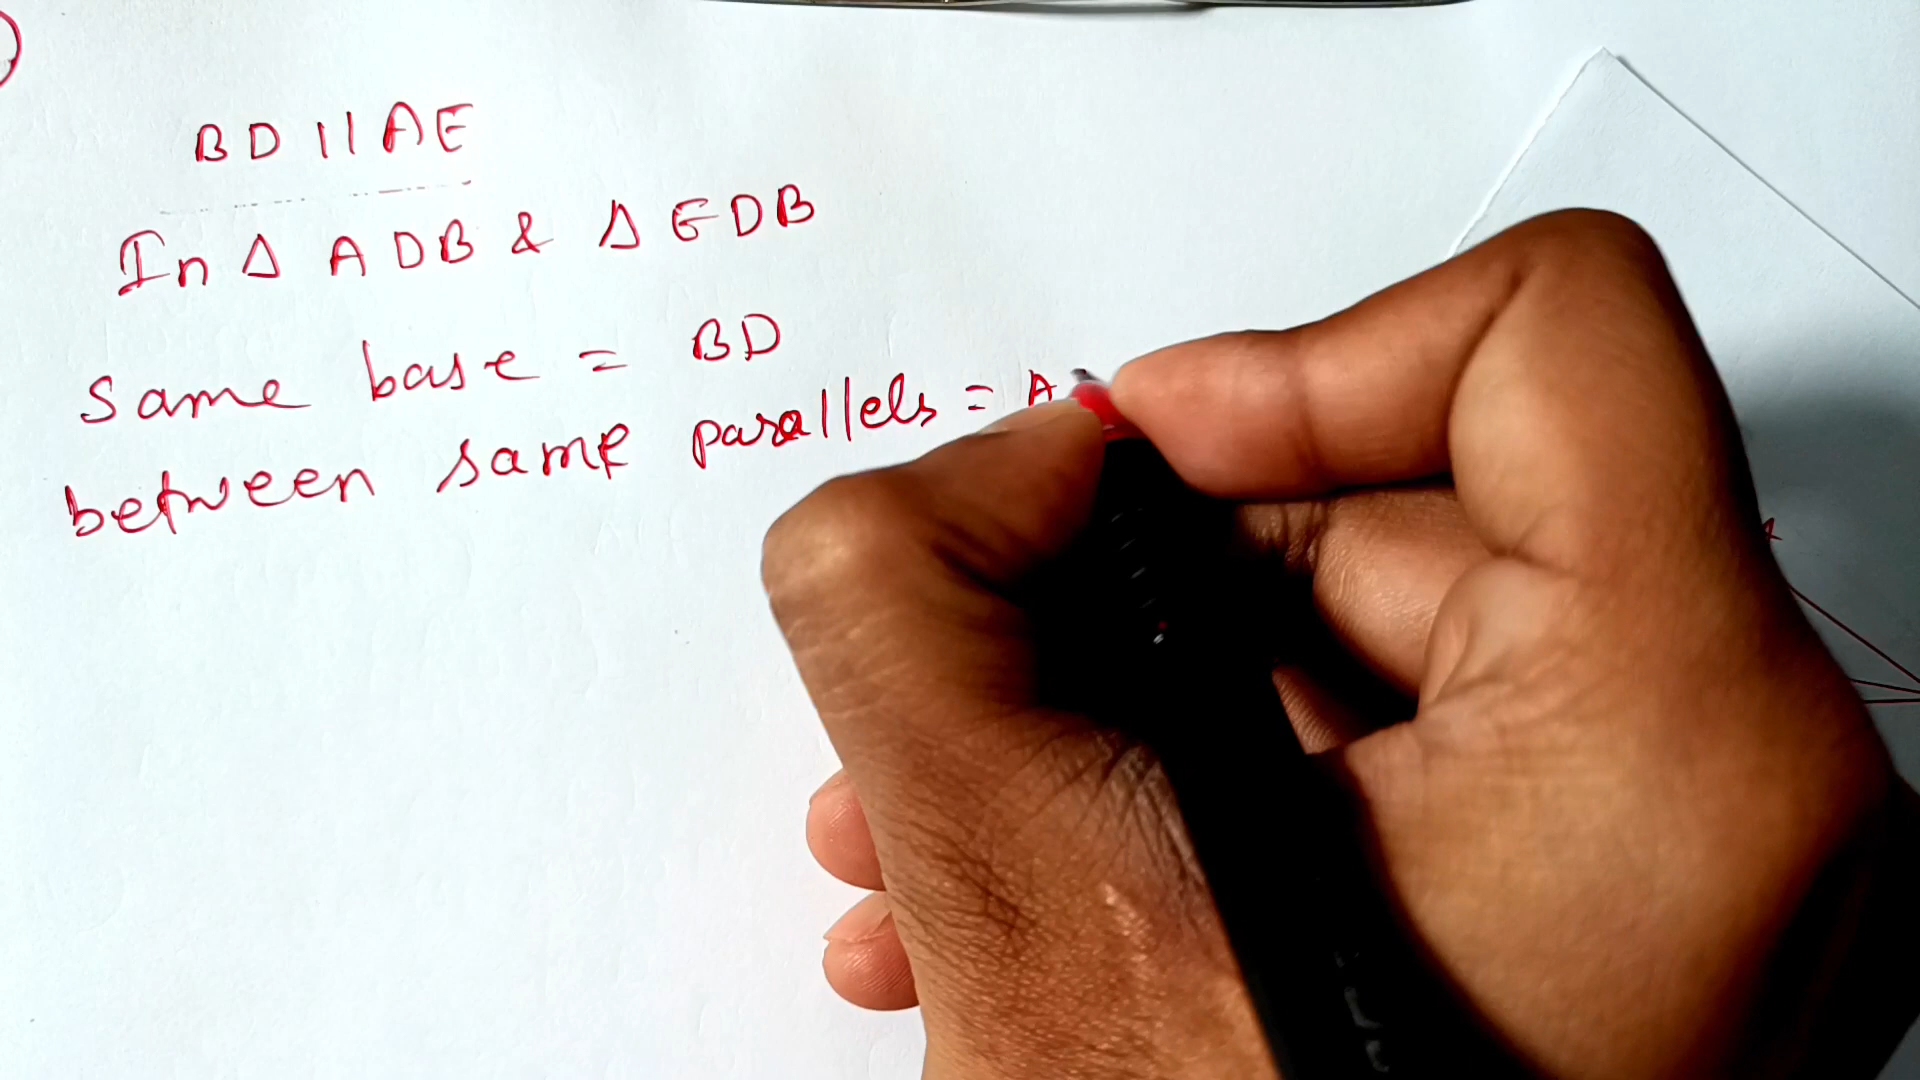 BD || AE
In Δ ADB & Δ EDB
same base = BD
between same parallels = A